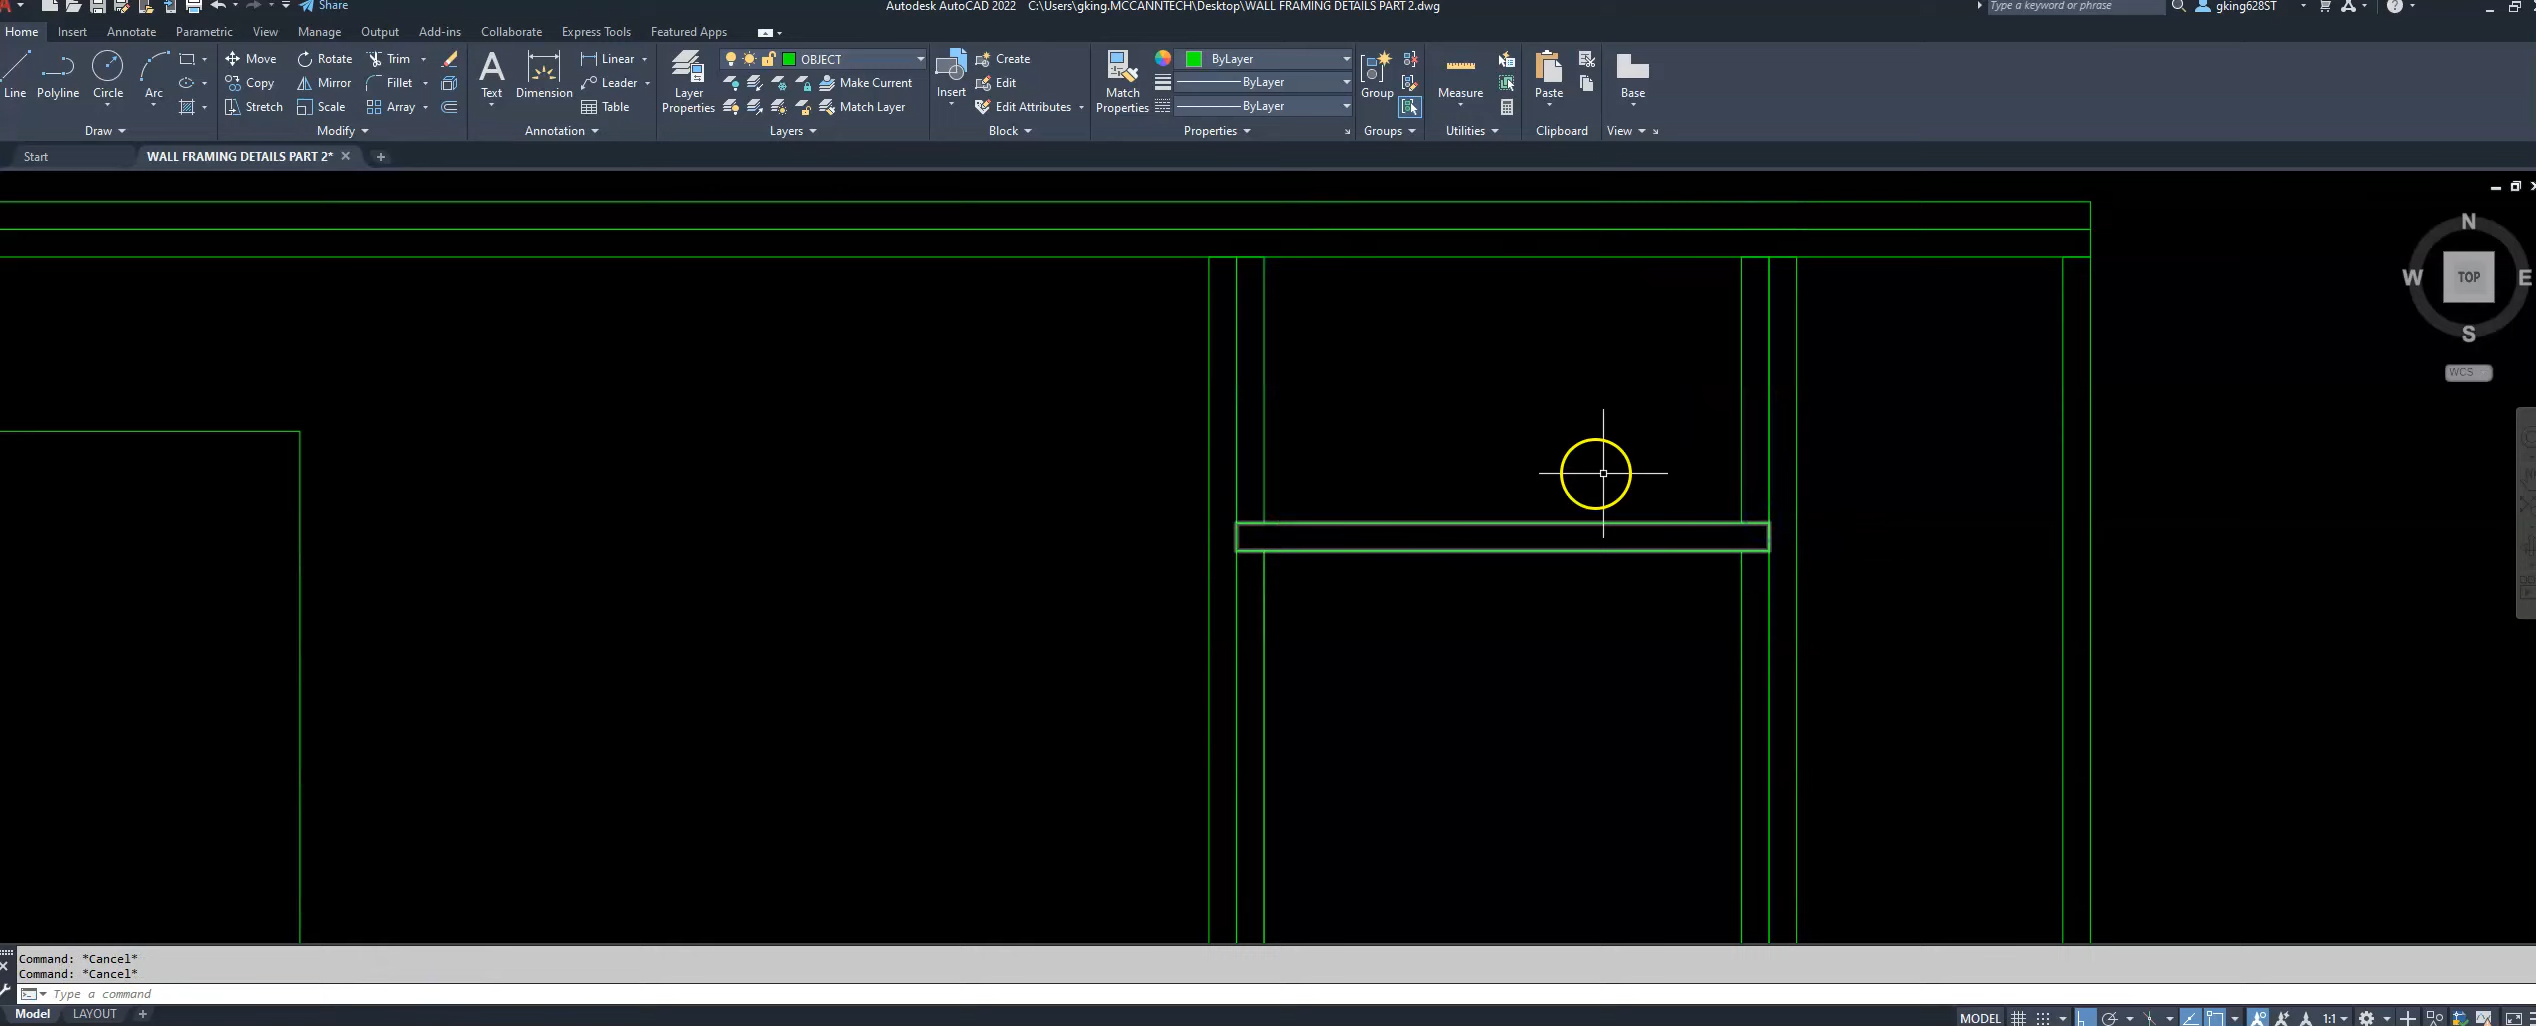 Share
Autodesk AutoCAD 2022 C:\Users\gking.MCCANNTECH\Desktop\WALL FRAMING DETAILS PART 2.dwg
Type a keyword or phrase
gking628ST
Home Insert Annotate Parametric View Manage Output Add-ins Collaborate Express Tools Featured Apps
Line Polyline Circle Arc
Move Rotate Trim
Copy Mirror Fillet
Stretch Scale Array
Text Dimension
Linear
Leader
Table
Layer Properties
OBJECT
Make Current
Match Layer
Insert
Create
Edit
Edit Attributes
Match Properties
ByLayer
ByLayer
ByLayer
Group
Measure
Paste
Base
Draw Modify Annotation Layers Block Properties Groups Utilities Clipboard View
Start WALL FRAMING DETAILS PART 2*
N
W TOP E
S
WCS
Command: *Cancel*
Command: *Cancel*
Type a command
Model LAYOUT
MODEL 1:1